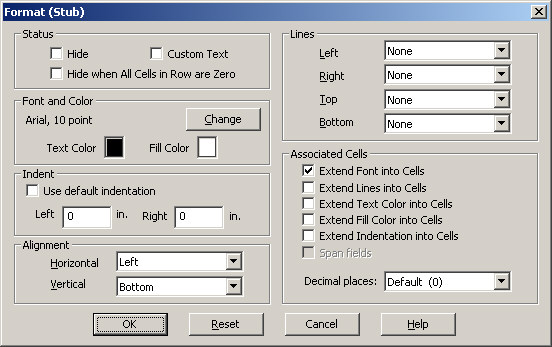 Format (Stub)
Status
Hide
Custom Text
Hide when All Cells in Row are Zero
Font and Color
Arial, 10 point
Change
Text Color
Fill Color
Indent
Use default indentation
Left 0 in. Right 0 in.
Alignment
Horizontal Left
Vertical Bottom
Lines
Left None
Right None
Top None
Bottom None
Associated Cells
Extend Font into Cells
Extend Lines into Cells
Extend Text Color into Cells
Extend Fill Color into Cells
Extend Indentation into Cells
Span fields
Decimal places: Default (0)
OK
Reset
Cancel
Help